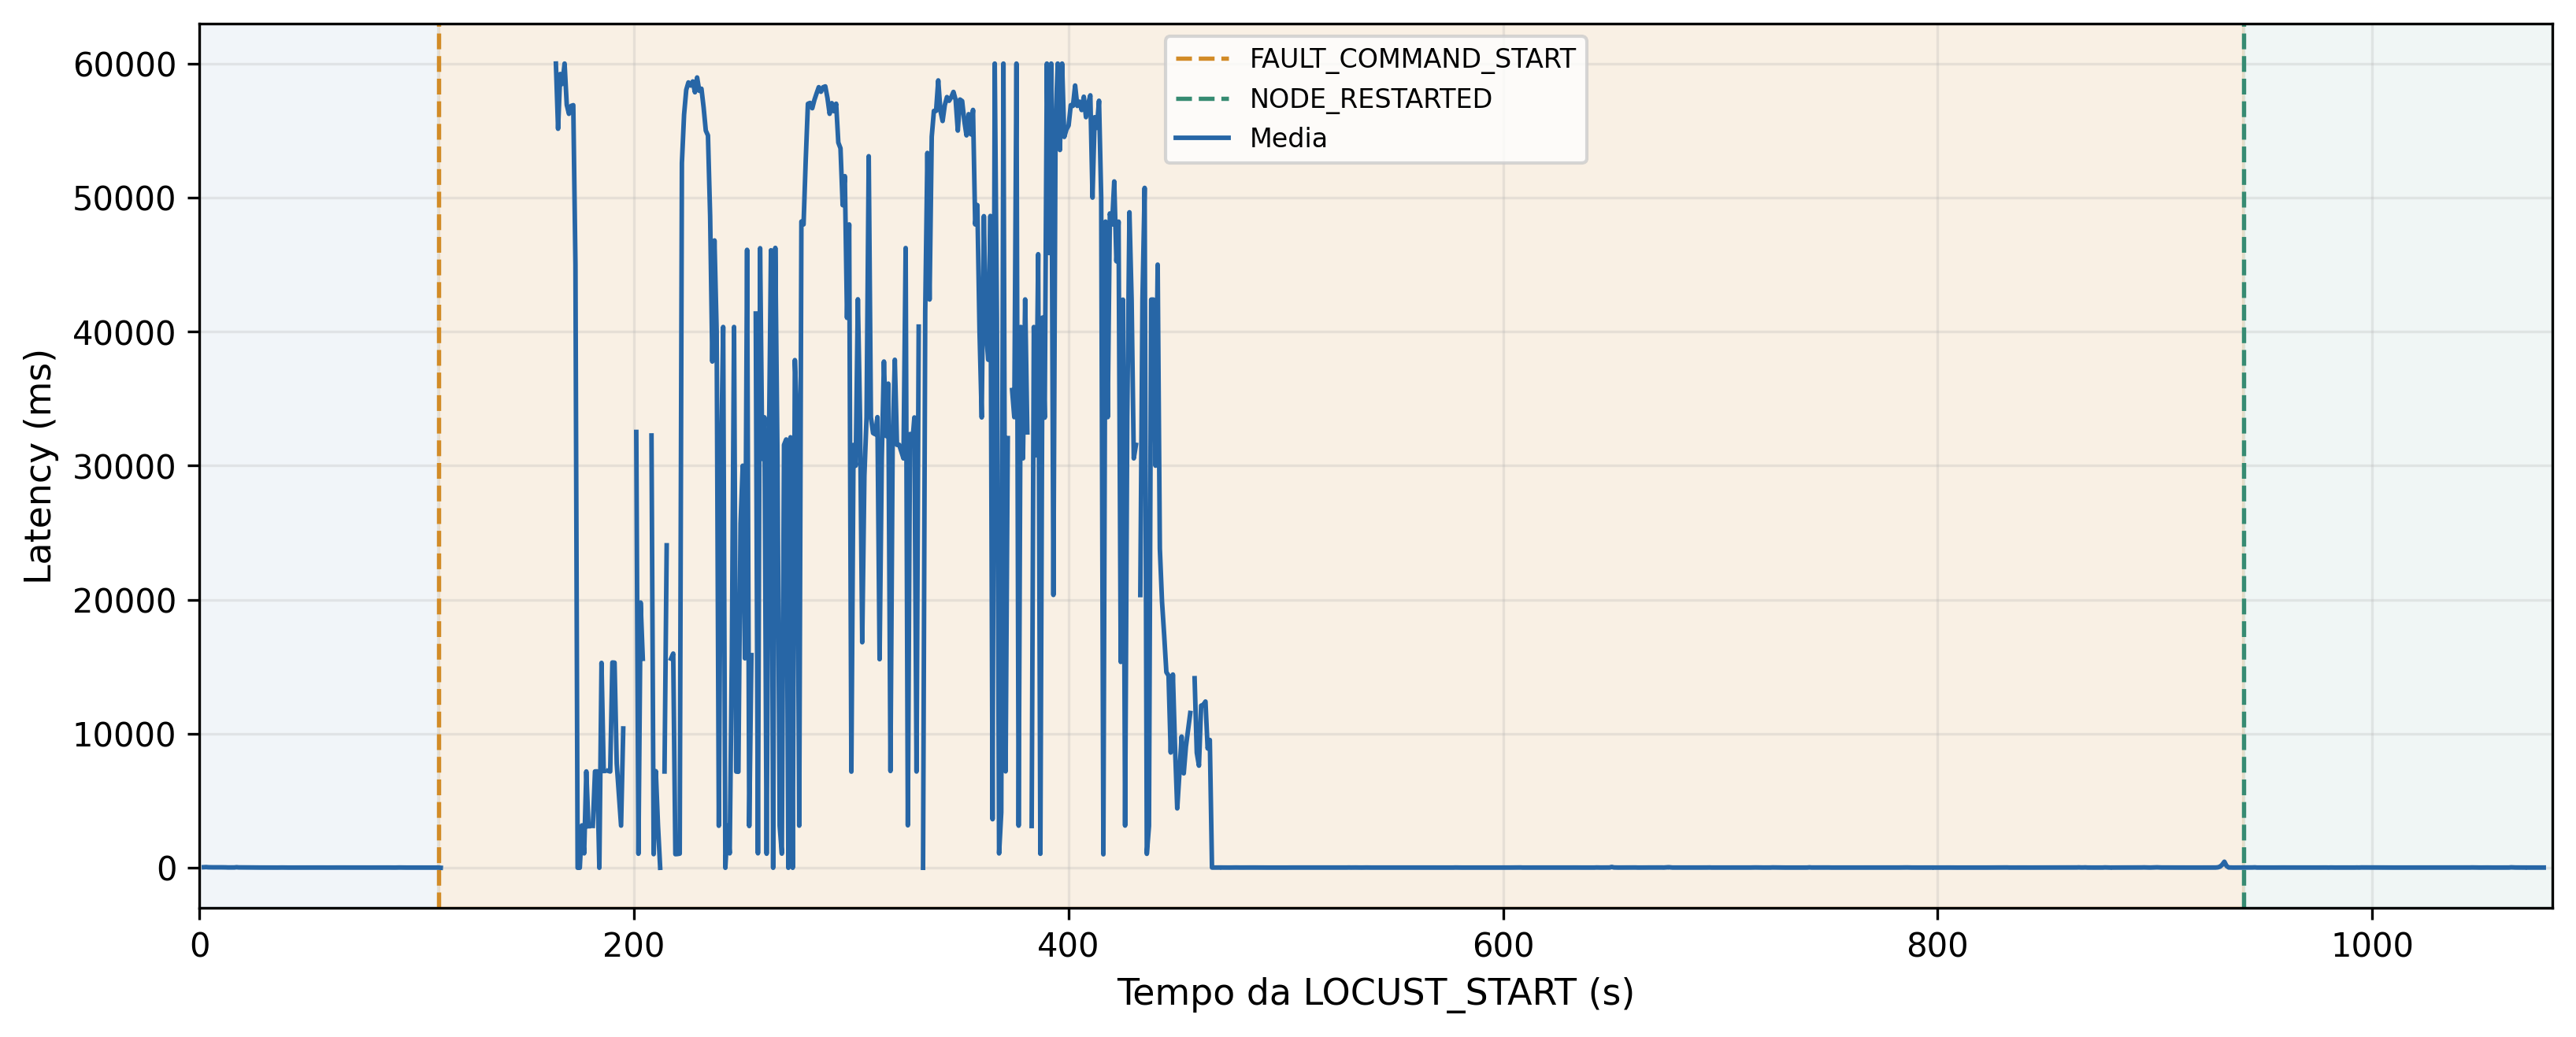 FAULT_COMMAND_START
NODE_RESTARTED
Media
Latency (ms)
60000
50000
40000
30000
20000
10000
0
0 200 400 600 800 1000
Tempo da LOCUST_START (s)